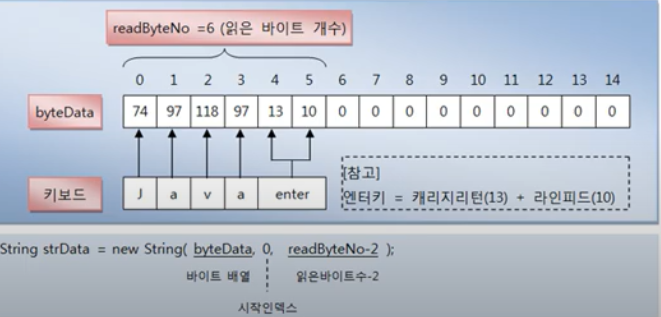 readByteNo =6 (읽은 바이트 개수)
0 1 2 3 4 5 6 7 8 9 10 11 12 13 14
byteData 74 97 118 97 13 10 0 0 0 0 0 0 0 0 0
키보드 J a v a enter
[참고]
엔터키 = 캐리지리턴(13) + 라인피드(10)
String strData = new String( byteData, 0, readByteNo-2 );
바이트 배열 읽은바이트수-2
시작인덱스